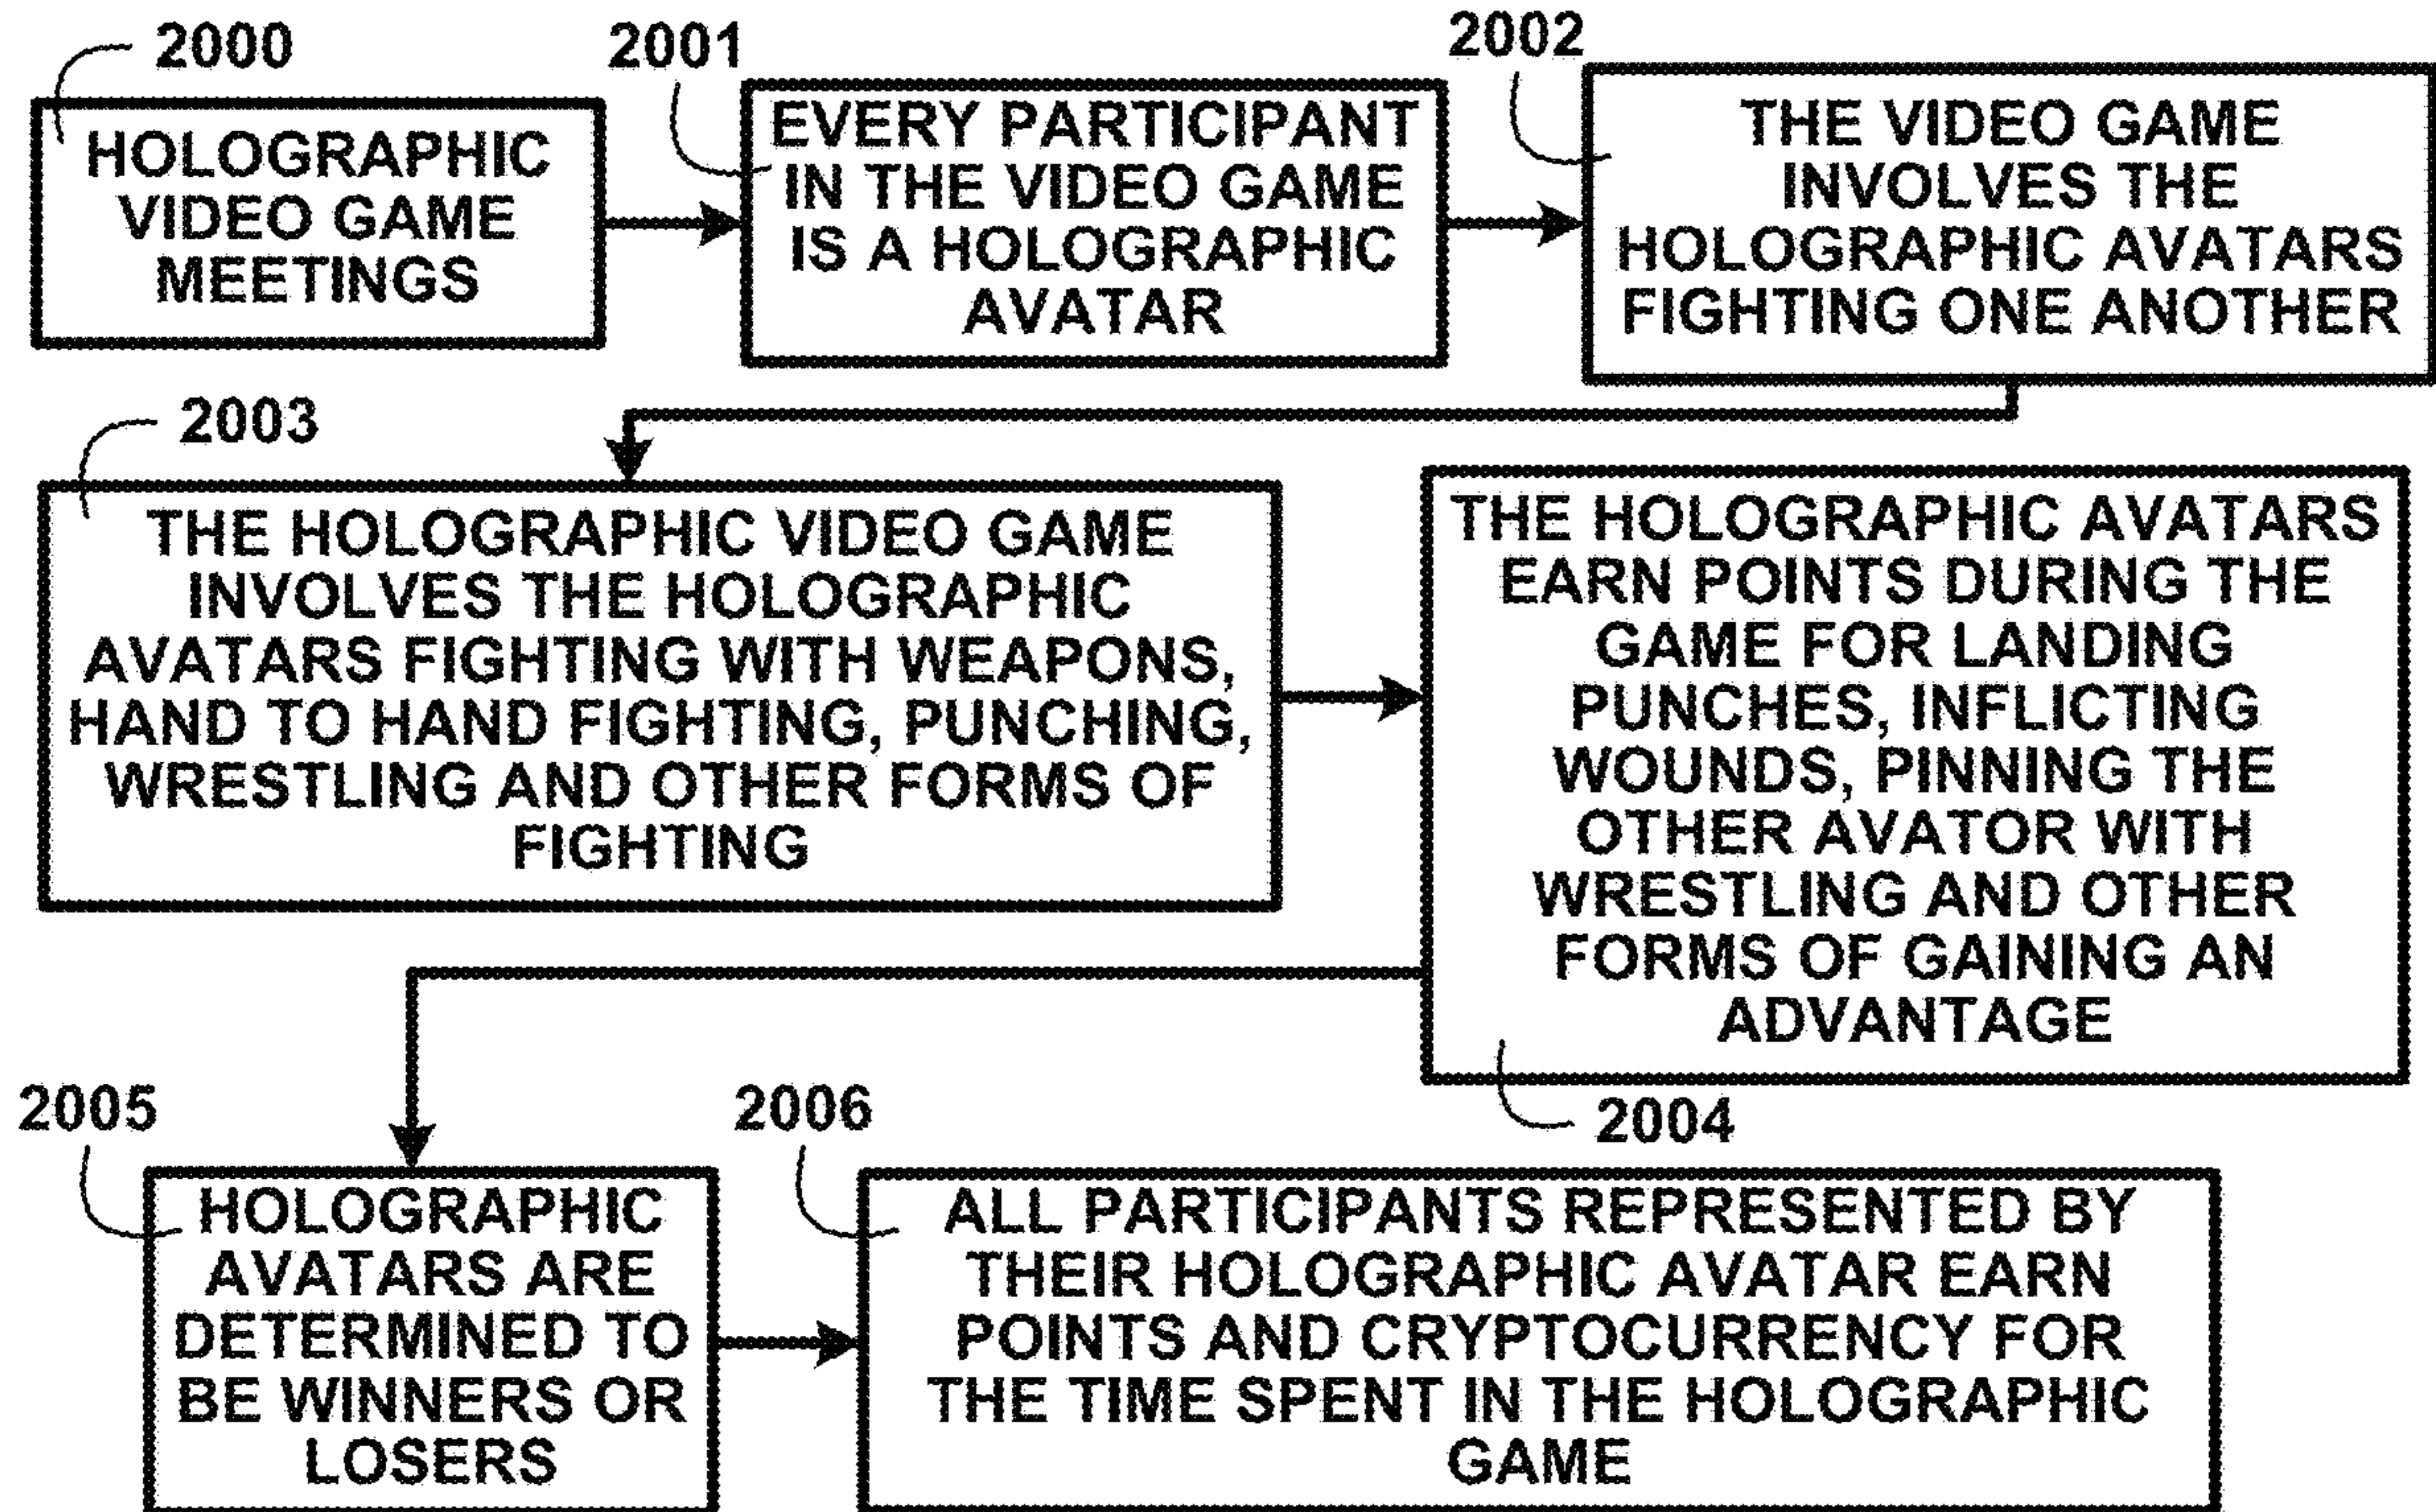 2000
HOLOGRAPHIC
VIDEO GAME
MEETINGS
2001
EVERY PARTICIPANT
IN THE VIDEO GAME
IS A HOLOGRAPHIC
AVATAR
2002
THE VIDEO GAME
INVOLVES THE
HOLOGRAPHIC AVATARS
FIGHTING ONE ANOTHER
2003
THE HOLOGRAPHIC VIDEO GAME
INVOLVES THE HOLOGRAPHIC
AVATARS FIGHTING WITH WEAPONS,
HAND TO HAND FIGHTING, PUNCHING,
WRESTLING AND OTHER FORMS OF
FIGHTING
THE HOLOGRAPHIC AVATARS
EARN POINTS DURING THE
GAME FOR LANDING
PUNCHES, INFLICTING
WOUNDS, PINNING THE
OTHER AVATOR WITH
WRESTLING AND OTHER
FORMS OF GAINING AN
ADVANTAGE
2004
2005
HOLOGRAPHIC
AVATARS ARE
DETERMINED TO
BE WINNERS OR
LOSERS
2006
ALL PARTICIPANTS REPRESENTED BY
THEIR HOLOGRAPHIC AVATAR EARN
POINTS AND CRYPTOCURRENCY FOR
THE TIME SPENT IN THE HOLOGRAPHIC
GAME